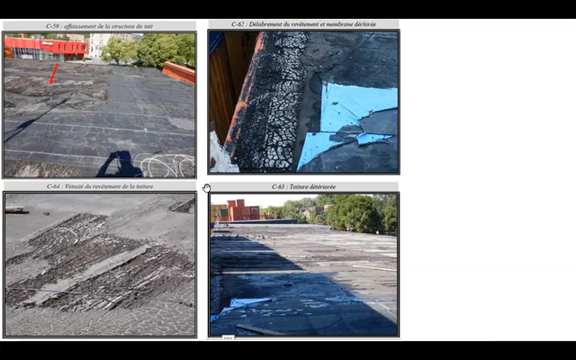 C-59 : affaissement de la structure du toit
C-62 : Délabrement du revêtement et membrane déchirée
C-64 : Vétusté du revêtement de la toiture
C-63 : Toiture détériorée